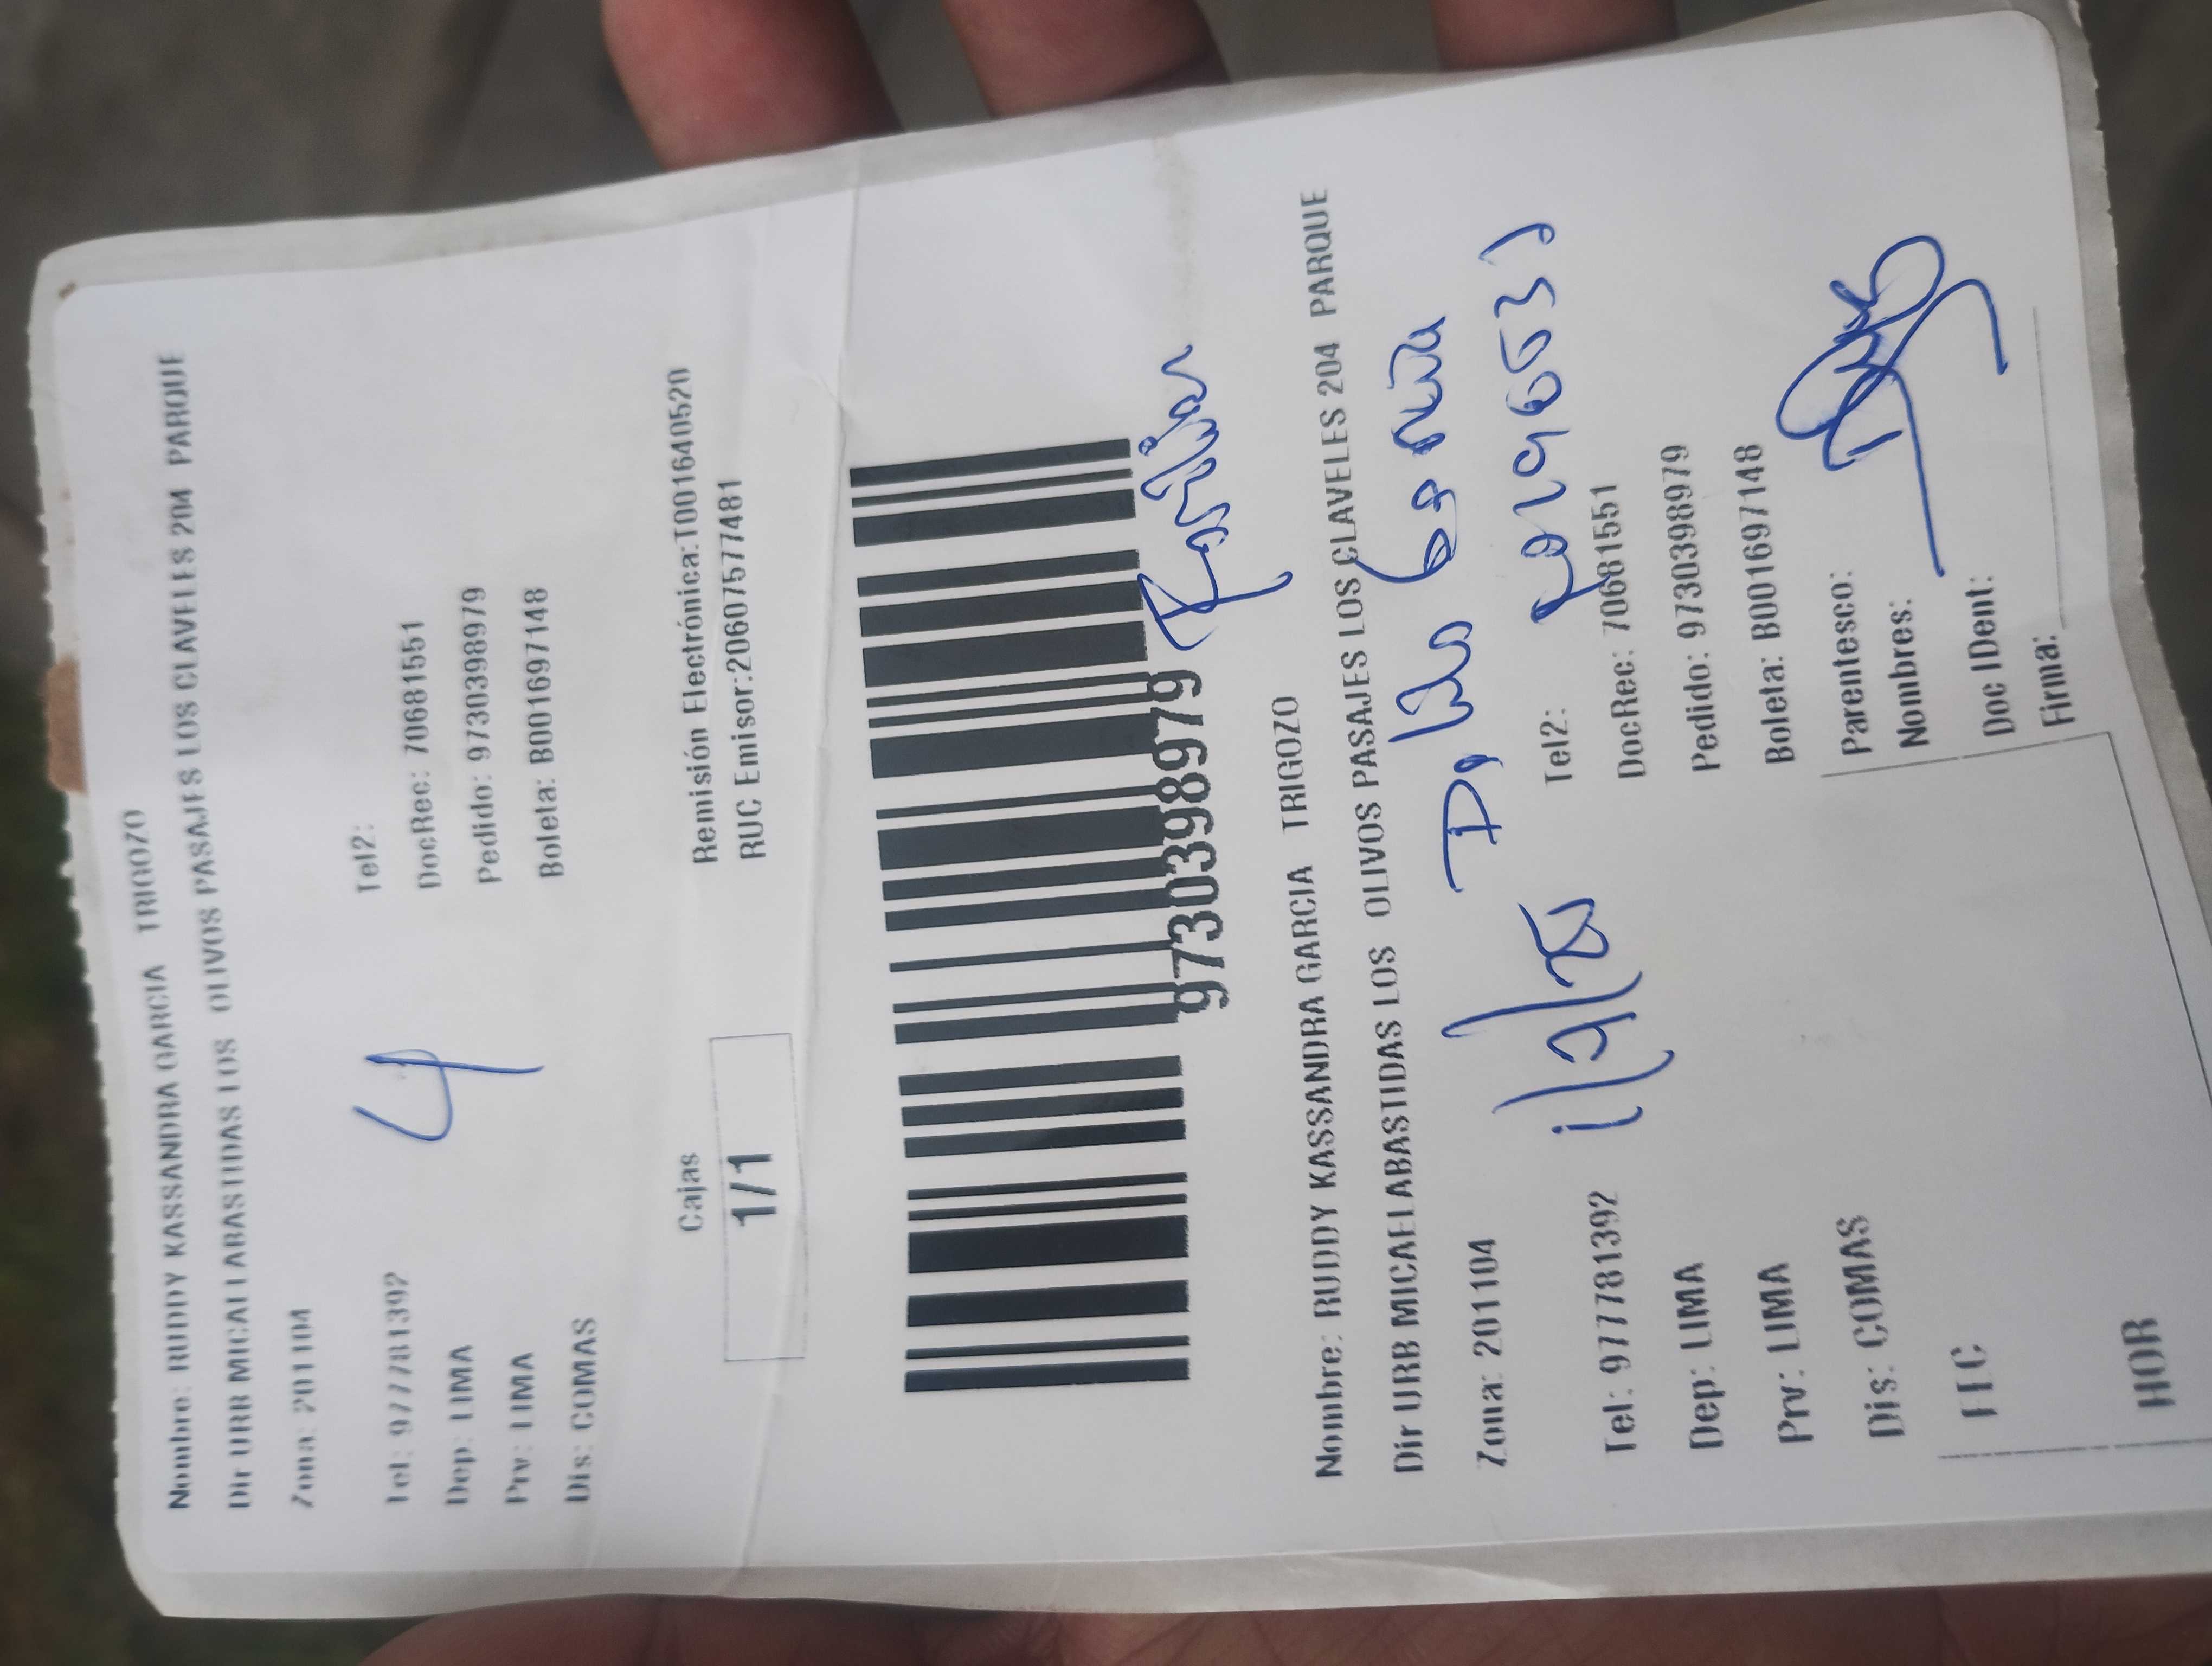 Nombre: RUDDY KASSANDRA GARCIA TRIGOZO
Dir URB MICAELABASTIDAS LOS OLIVOS PASAJES LOS CLAVELES 204 PARQUE
Zona: 201104
Tel: 977781392 Tel2:
Dep: LIMA DocRec: 70681551
Prv: LIMA Pedido: 9730398979
Dis: COMAS Boleta: B001697148
4
Cajas
1/1
Remisión Electrónica:T001640520
RUC Emisor:20607577481
9730398979
Familiar
Nombre: RUDDY KASSANDRA GARCIA TRIGOZO
Dir URB MICAELABASTIDAS LOS OLIVOS PASAJES LOS CLAVELES 204 PARQUE
Zona: 201104
Tel: 977781392 Tel2:
Dep: LIMA DocRec: 70681551
Prv: LIMA Pedido: 9730398979
Dis: COMAS Boleta: B001697148
FEC
HOR
Parentesco:
Nombres:
Doc IDent:
Firma: